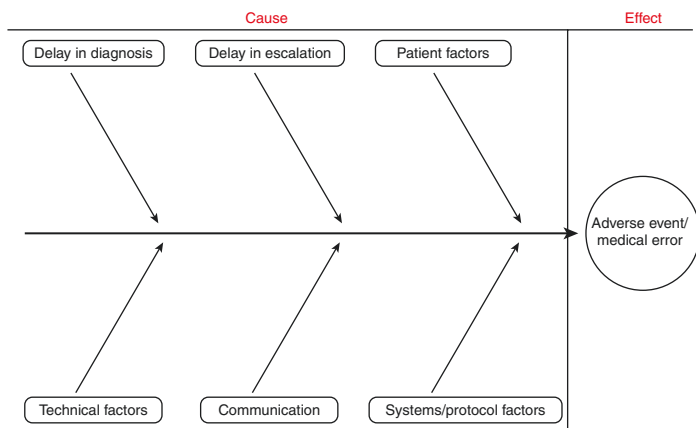 Cause
Effect
Delay in diagnosis
Delay in escalation
Patient factors
Adverse event/
medical error
Technical factors
Communication
Systems/protocol factors